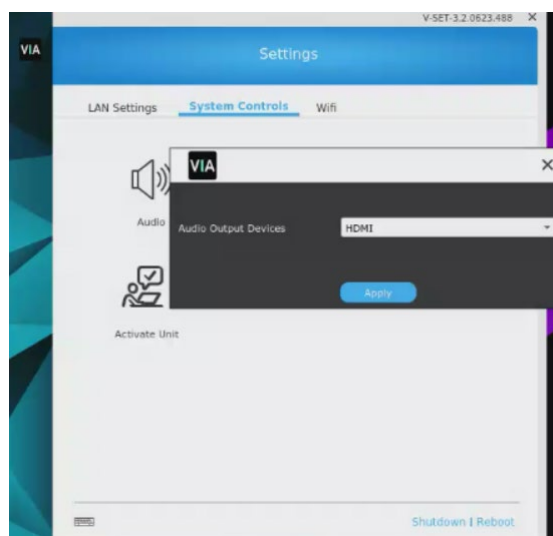 V-SET-3.2.0623.488
VIA
Settings
LAN Settings System Controls Wifi
VIA
Audio
Audio Output Devices HDMI
Apply
Activate Unit
Shutdown | Reboot